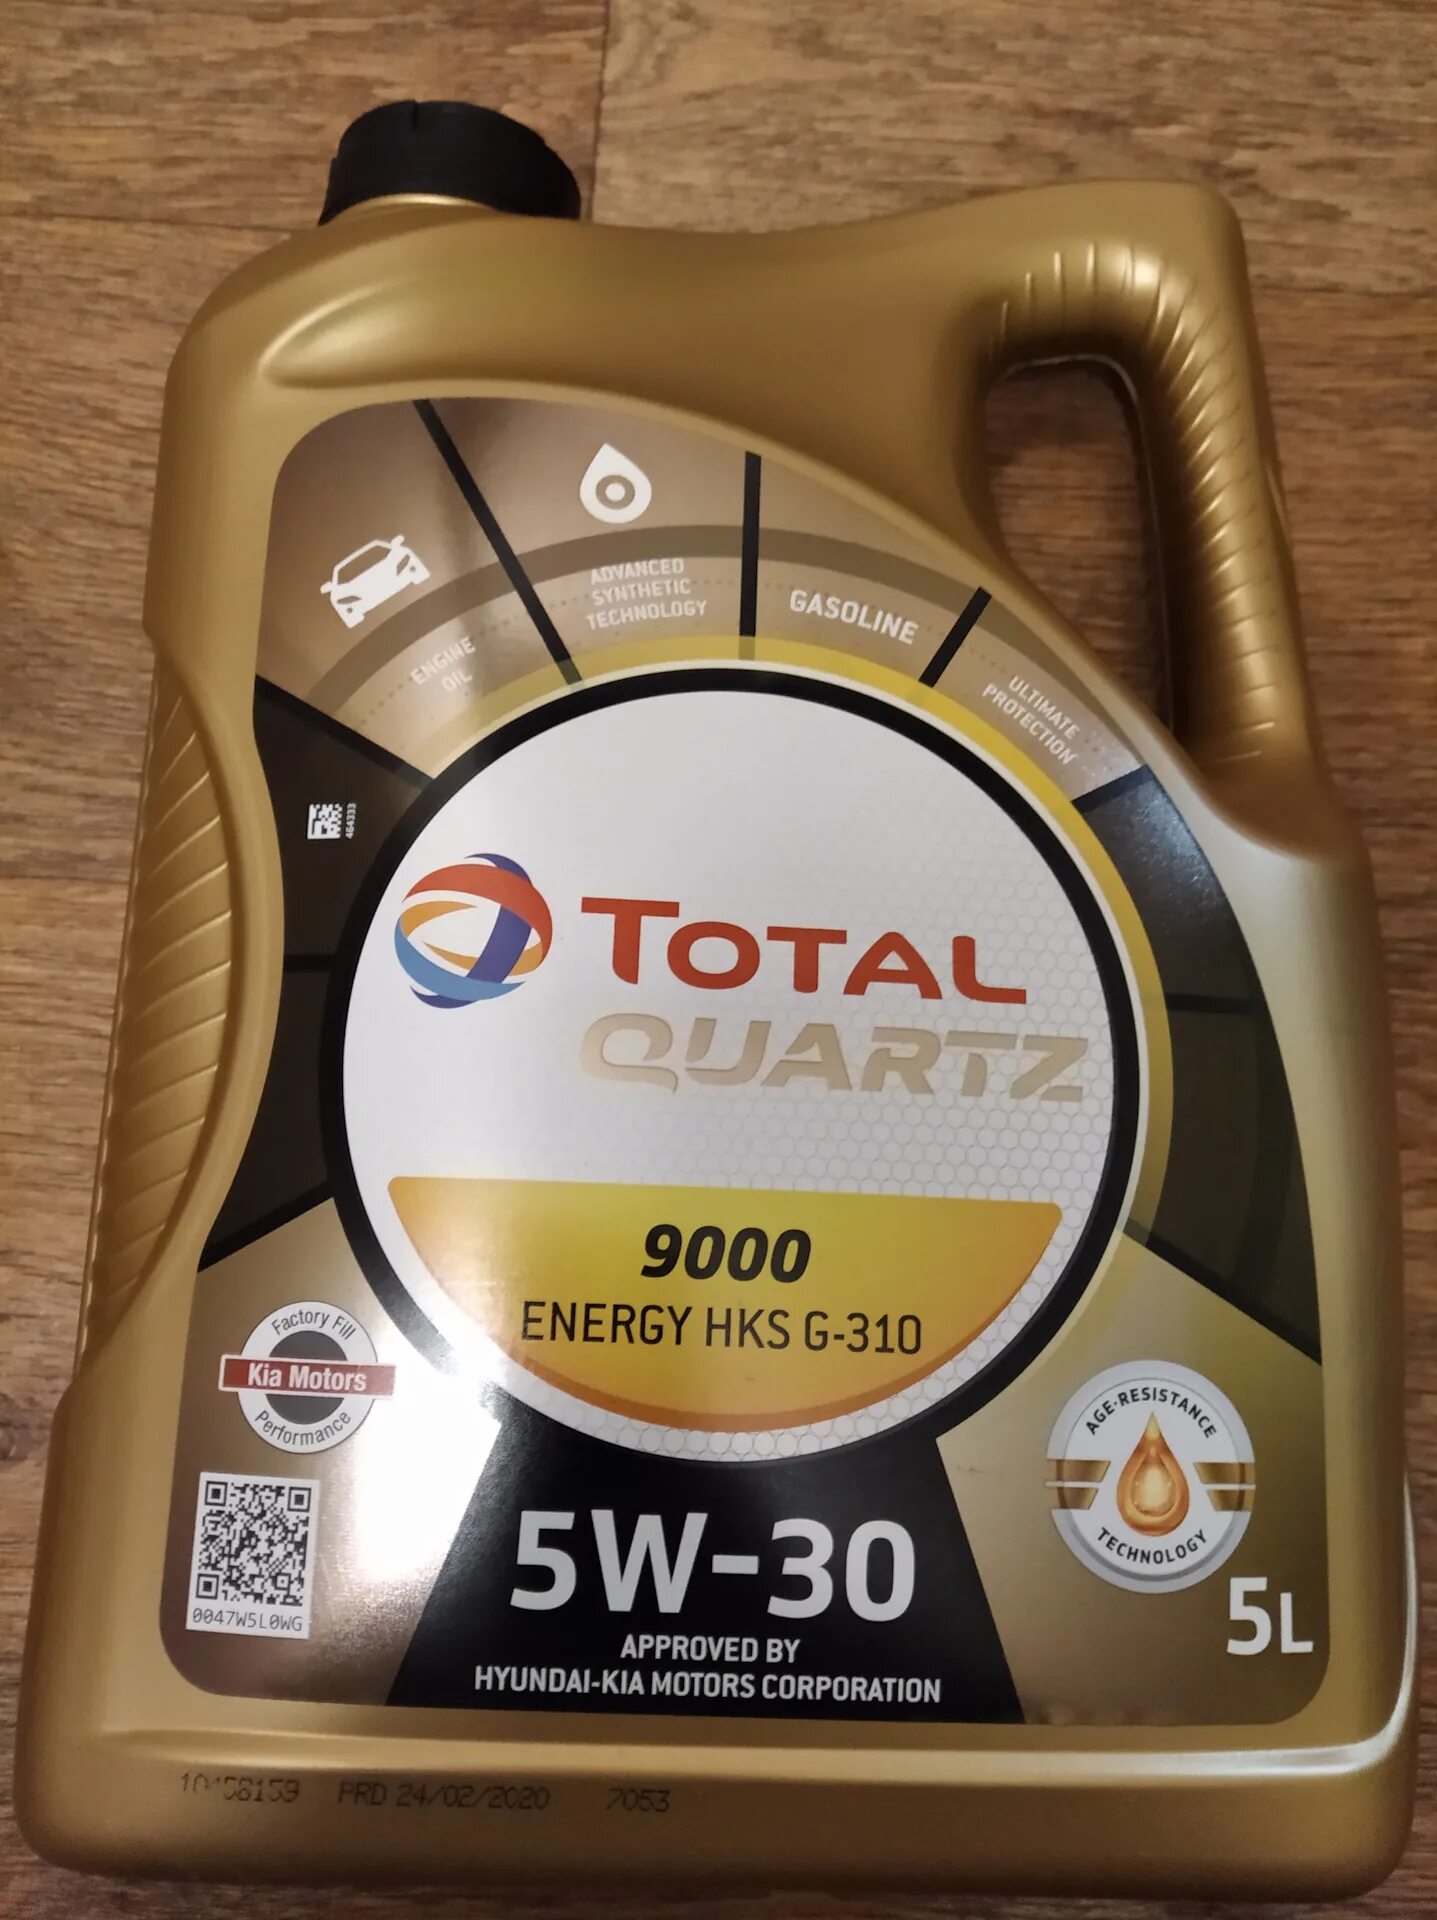 ENGINE
OIL
ADVANCED
SYNTHETIC
TECHNOLOGY
GASOLINE
ULTIMATE
PROTECTION
464333
TOTAL
QUARTZ
9000
ENERGY HKS G-310
Factory Fill
Kia Motors
Performance
AGE-RESISTANCE
TECHNOLOGY
0047W5L0WG
5W-30
5L
APPROVED BY
HYUNDAI-KIA MOTORS CORPORATION
PRD 24/02/2020 7053